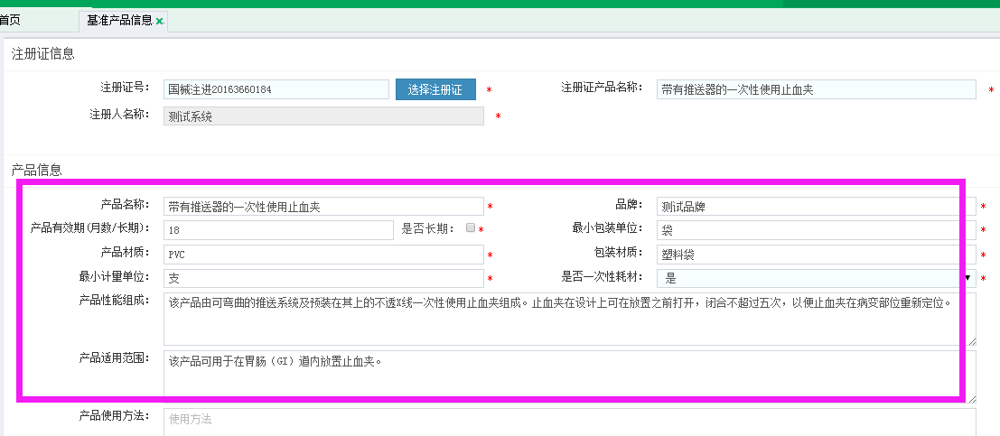 首页 基准产品信息
注册证信息
注册证号： 国械注进20163660184 选择注册证 * 注册证产品名称： 带有推送器的一次性使用止血夹 *
注册人名称： 测试系统 *
产品信息
产品名称： 带有推送器的一次性使用止血夹 * 品牌： 测试品牌 *
产品有效期(月数/长期)： 18 是否长期： * 最小包装单位： 袋 *
产品材质： PVC * 包装材质： 塑料袋 *
最小计量单位： 支 * 是否一次性耗材： 是 *
产品性能组成： 该产品由可弯曲的推送系统及预装在其上的不透X线一次性使用止血夹组成。止血夹在设计上可在放置之前打开，闭合不超过五次，以便止血夹在病变部位重新定位。
产品适用范围： 该产品可用于在胃肠（GI）道内放置止血夹。
产品使用方法： 使用方法